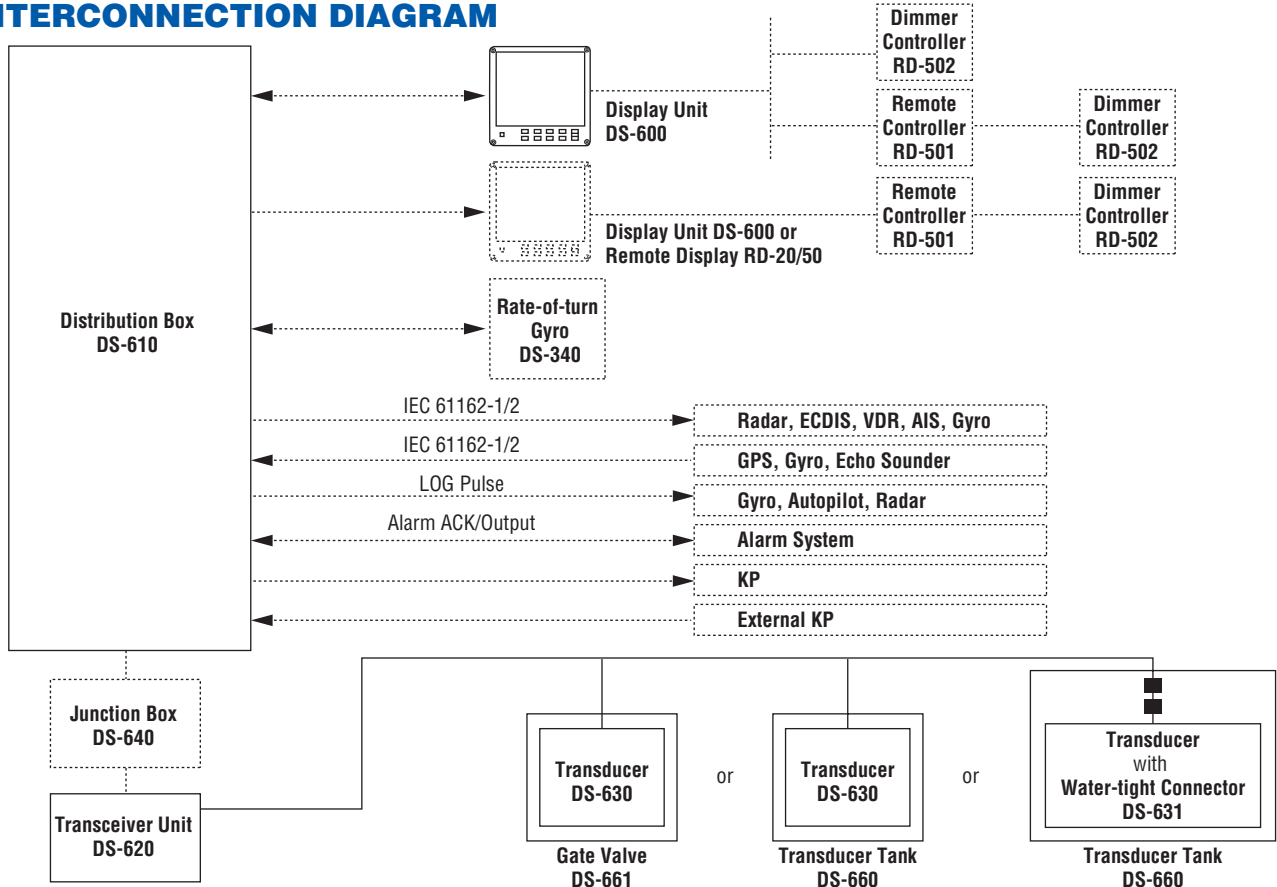 NTERCONNECTION DIAGRAM
Dimmer
Controller
RD-502
Display Unit
DS-600
Remote
Controller
RD-501
Dimmer
Controller
RD-502
Display Unit DS-600 or
Remote Display RD-20/50
Remote
Controller
RD-501
Dimmer
Controller
RD-502
Distribution Box
DS-610
Rate-of-turn
Gyro
DS-340
IEC 61162-1/2
Radar, ECDIS, VDR, AIS, Gyro
IEC 61162-1/2
GPS, Gyro, Echo Sounder
LOG Pulse
Gyro, Autopilot, Radar
Alarm ACK/Output
Alarm System
KP
External KP
Junction Box
DS-640
Transceiver Unit
DS-620
Transducer
DS-630
Gate Valve
DS-661
or
Transducer
DS-630
Transducer Tank
DS-660
or
Transducer
with
Water-tight Connector
DS-631
Transducer Tank
DS-660